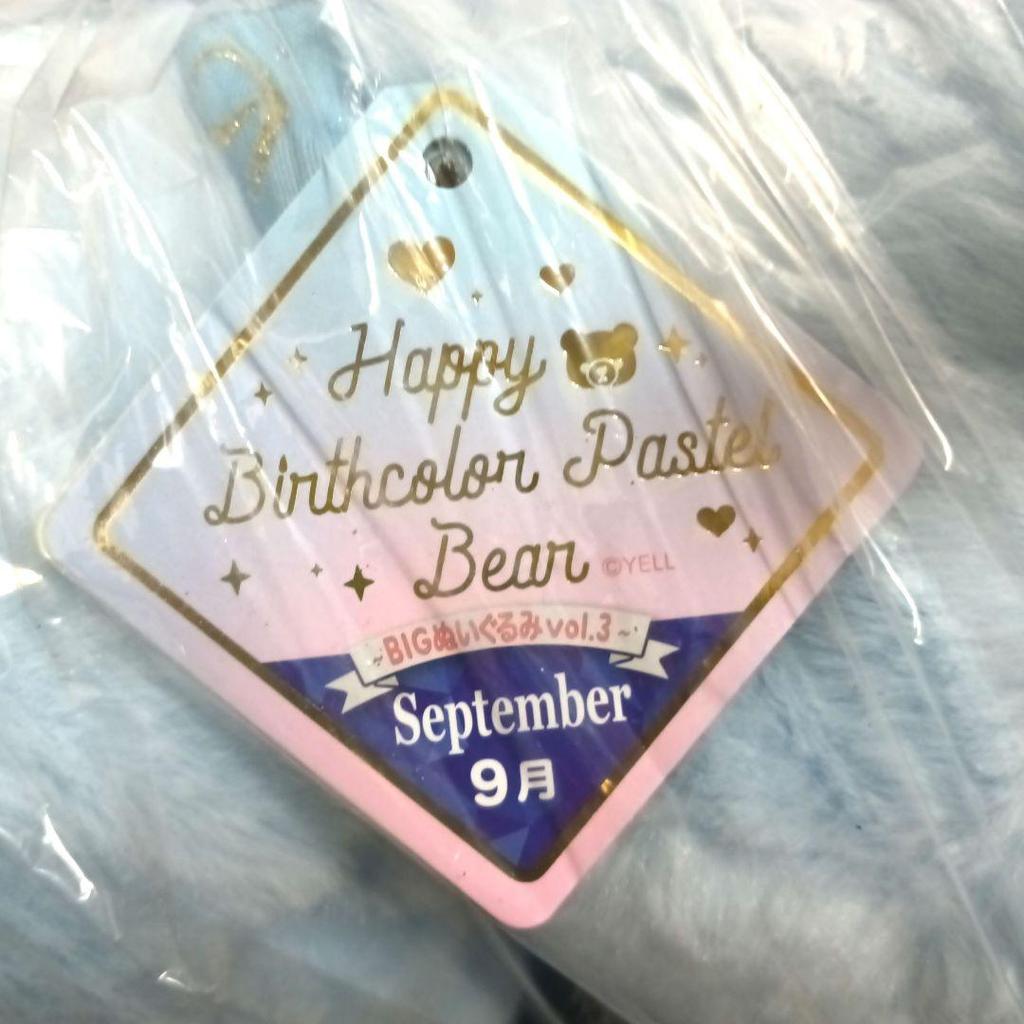 Happy
Birthcolor Pastel
Bear ©YELL
~BIGぬいぐるみvol.3~
September
9月